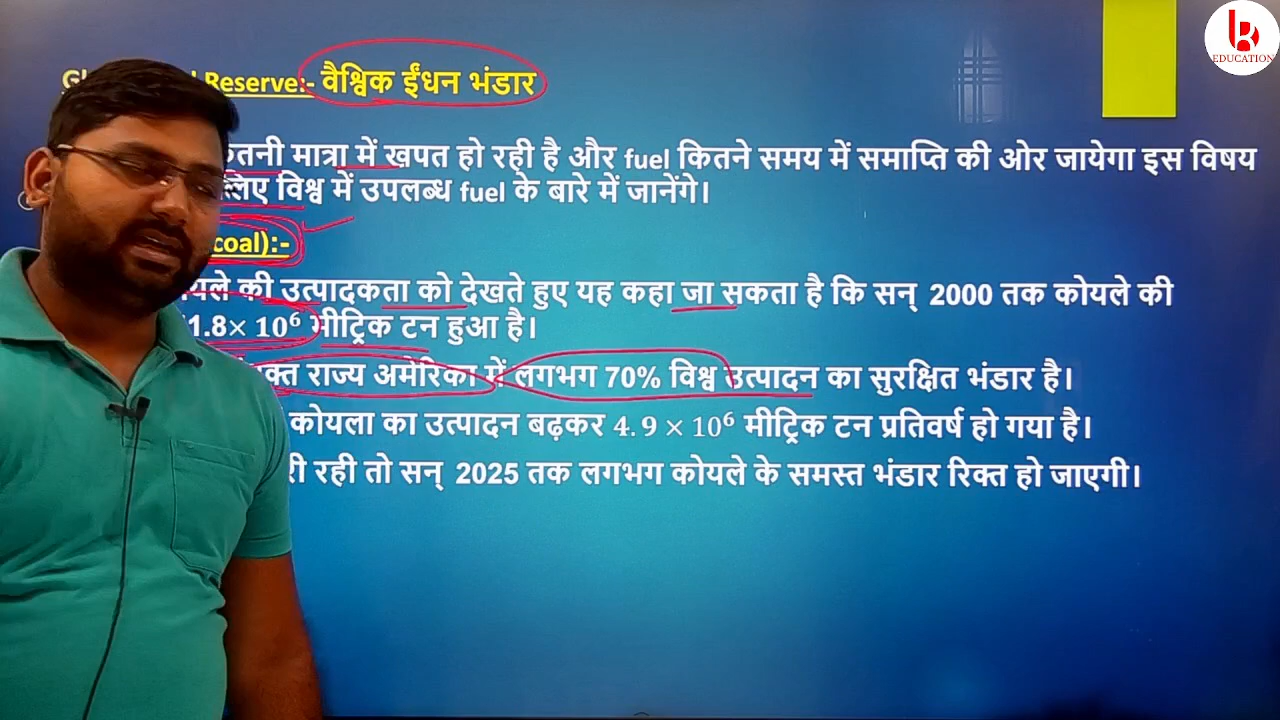 EDUCATION
Reserve:- वैश्विक ईंधन भंडार
मात्रा में खपत हो रही है और fuel कितने समय में समाप्ति की ओर जायेगा इस विषय
लिए विश्व में उपलब्ध fuel के बारे में जानेंगे।
coal):-
की उत्पादकता को देखते हुए यह कहा जा सकता है कि सन् 2000 तक कोयले की
1.8× 10⁶ मीट्रिक टन हुआ है।
राज्य अमेरिका में लगभग 70% विश्व उत्पादन का सुरक्षित भंडार है।
कोयला का उत्पादन बढ़कर 4.9 × 10⁶ मीट्रिक टन प्रतिवर्ष हो गया है।
रही तो सन् 2025 तक लगभग कोयले के समस्त भंडार रिक्त हो जाएगी।